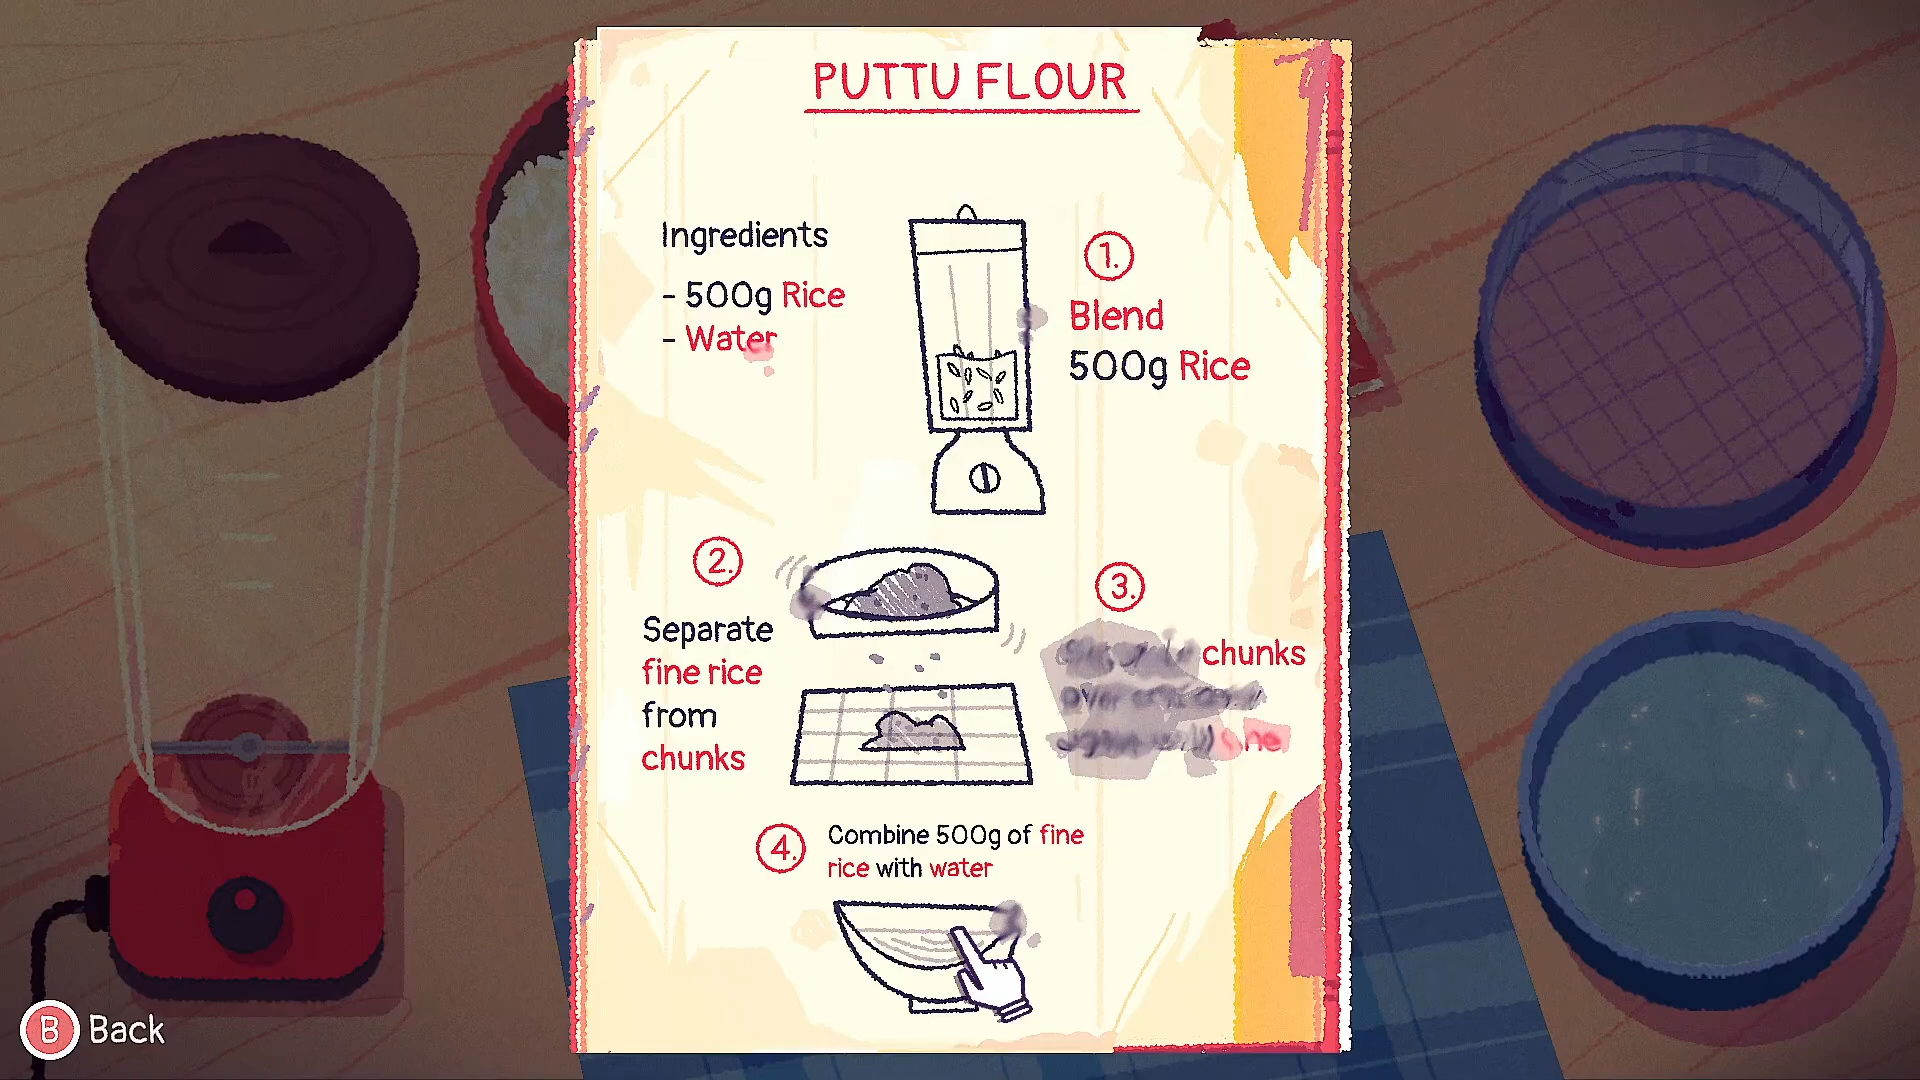 PUTTU FLOUR
Ingredients
- 500g Rice
- Water
1.
Blend
500g Rice
2.
Separate
fine rice
from
chunks
3.
chunks
4.
Combine 500g of fine
rice with water
B Back